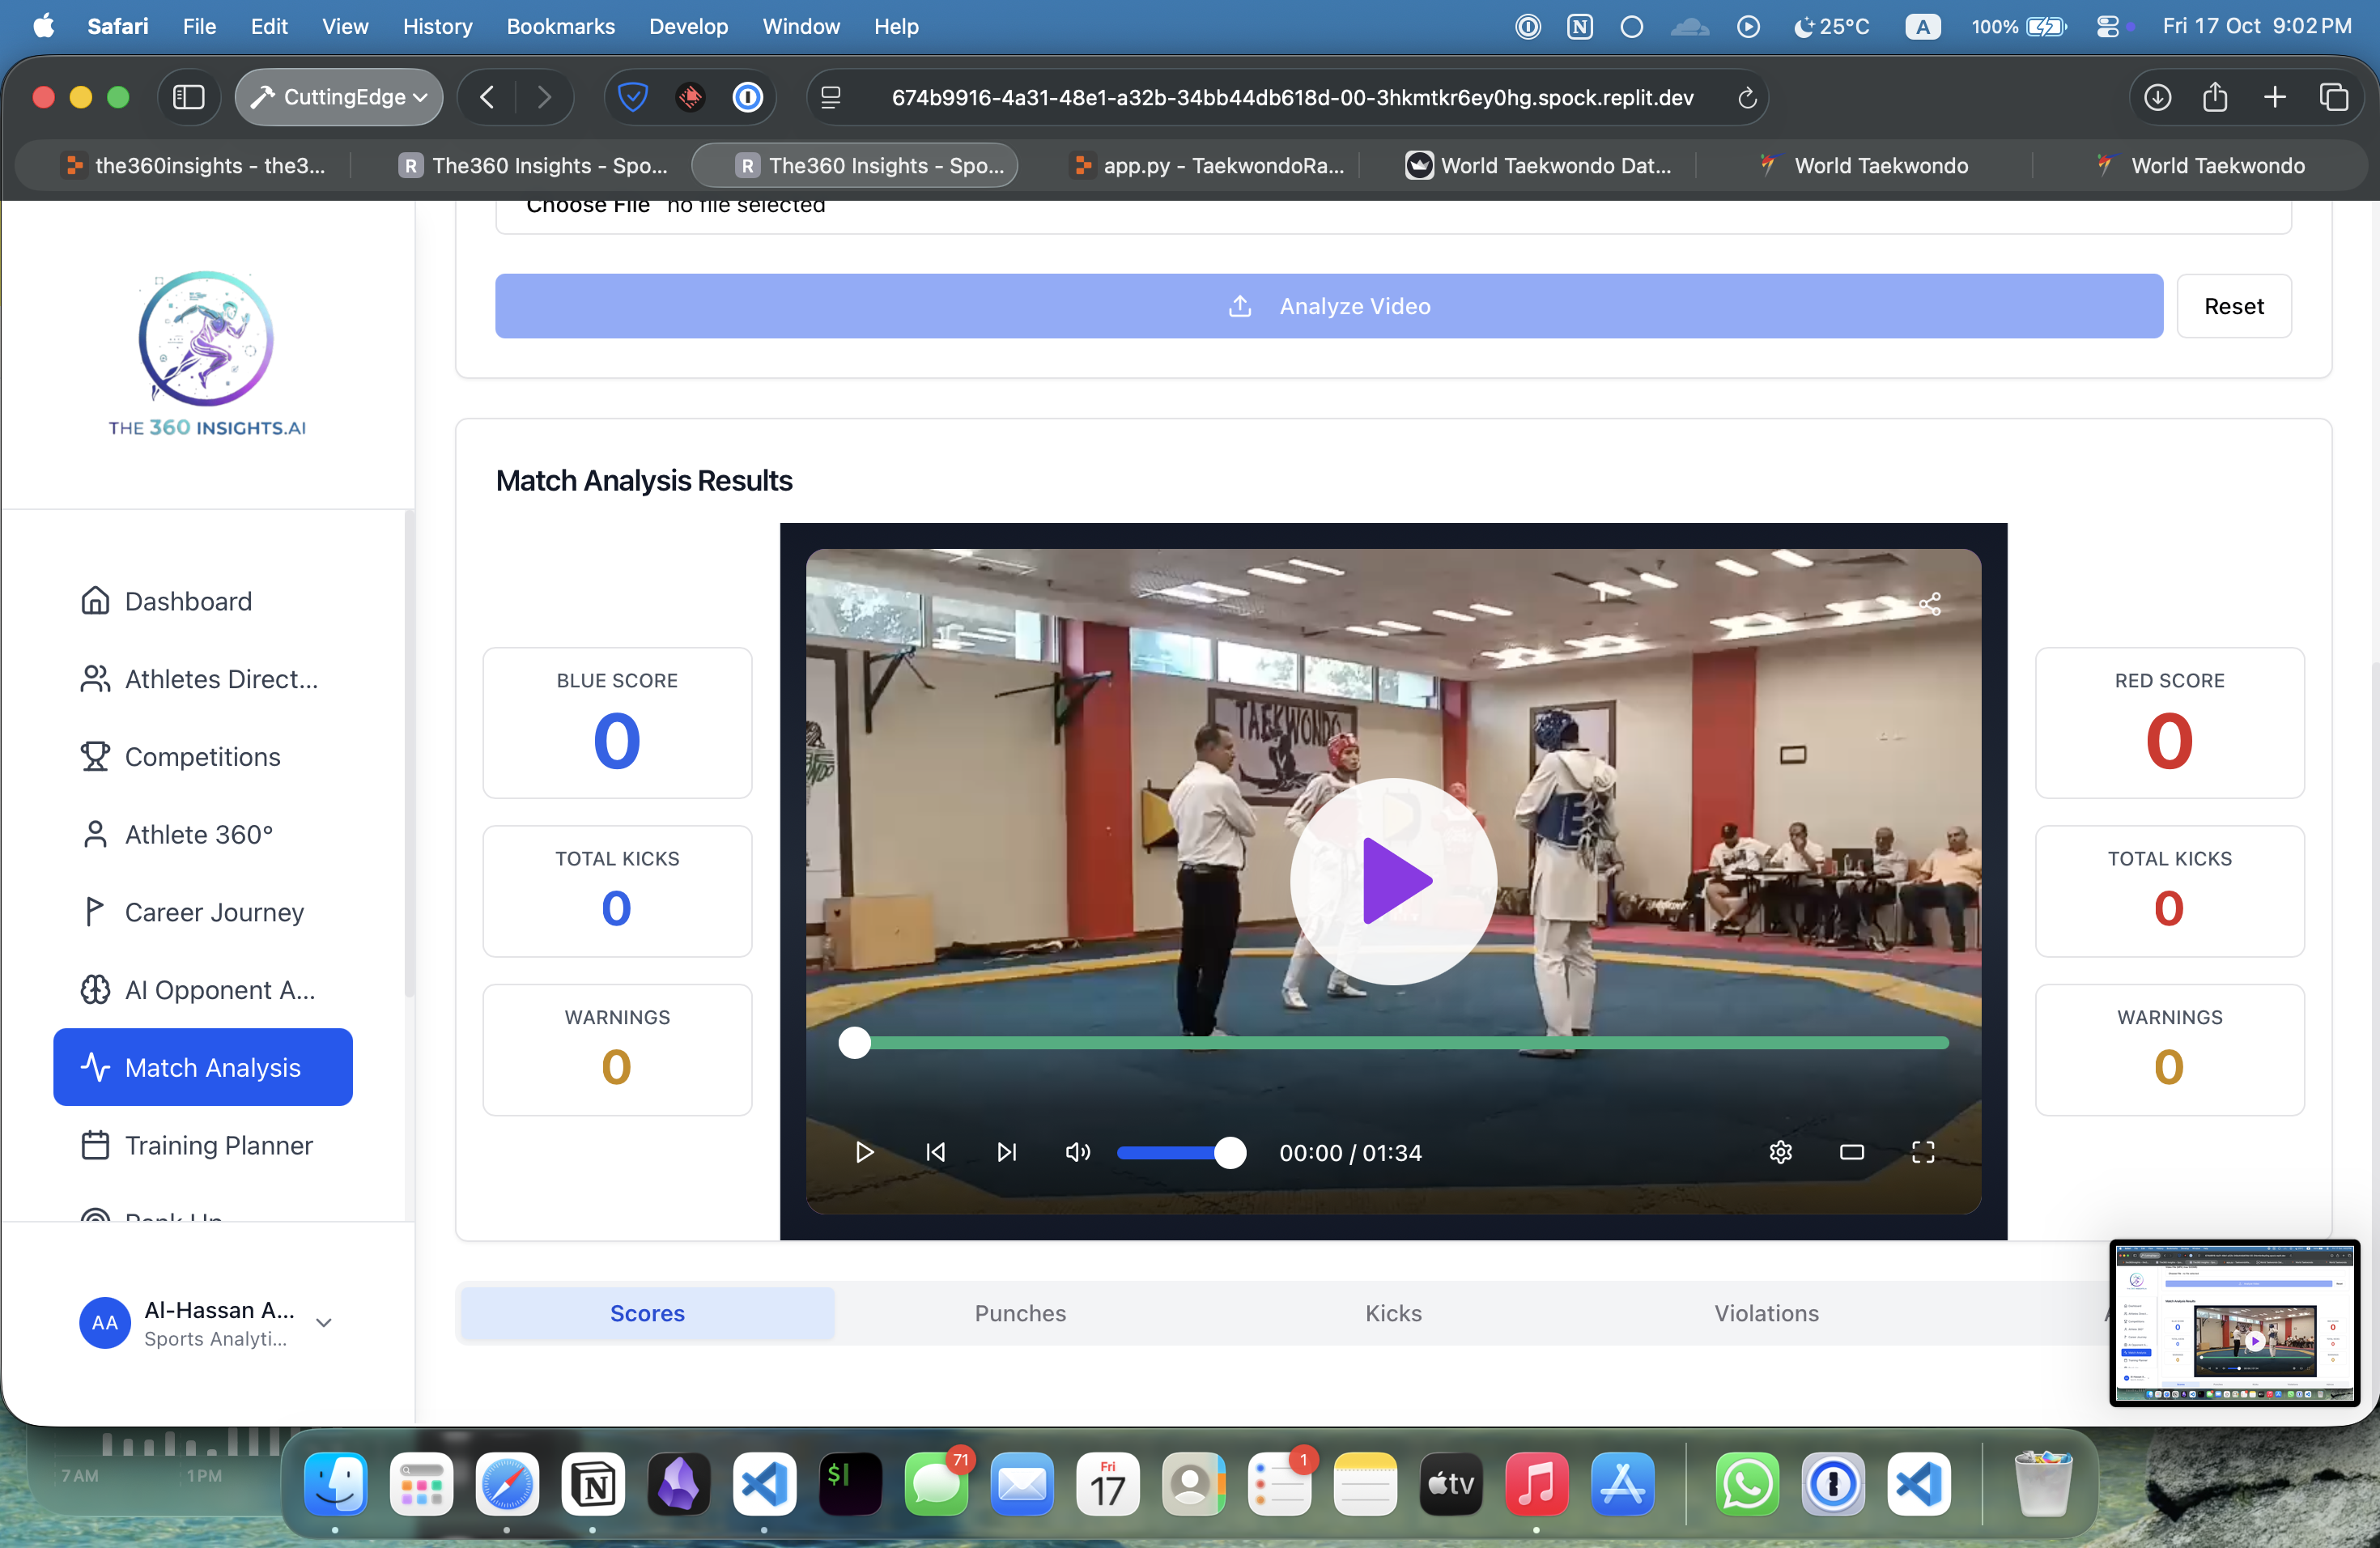 Safari File Edit View History Bookmarks Develop Window Help 25°C A 100% Fri 17 Oct 9:02 PM
CuttingEdge 674b9916-4a31-48e1-a32b-34bb44db618d-00-3hkmtkr6ey0hg.spock.replit.dev
the360insights - the3... R The360 Insights - Spo... R The360 Insights - Spo... app.py - TaekwondoRa... World Taekwondo Dat... World Taekwondo World Taekwondo
Choose File no file selected
Analyze Video Reset
THE 360 INSIGHTS.AI
Match Analysis Results
Dashboard
Athletes Direct...
Competitions
Athlete 360°
Career Journey
AI Opponent A...
Match Analysis
Training Planner
Rank Up
AA Al-Hassan A...
Sports Analyti...
BLUE SCORE
0
TOTAL KICKS
0
WARNINGS
0
TAEKWONDO
00:00 / 01:34
RED SCORE
0
TOTAL KICKS
0
WARNINGS
0
Scores Punches Kicks Violations
7 AM 1 PM
71
Fri
17
1
tv